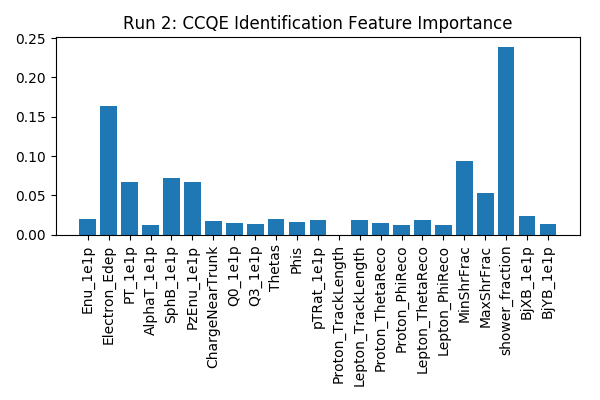 Run 2: CCQE Identification Feature Importance
0.25
0.20
0.15
0.10
0.05
0.00
Enu_1e1p
Electron_Edep
PT_1e1p
AlphaT_1e1p
SphB_1e1p
PzEnu_1e1p
ChargeNearTrunk
Q0_1e1p
Q3_1e1p
Thetas
Phis
pTRat_1e1p
Proton_TrackLength
Lepton_TrackLength
Proton_ThetaReco
Proton_PhiReco
Lepton_ThetaReco
Lepton_PhiReco
MinShrFrac
MaxShrFrac
shower_fraction
BjXB_1e1p
BjYB_1e1p